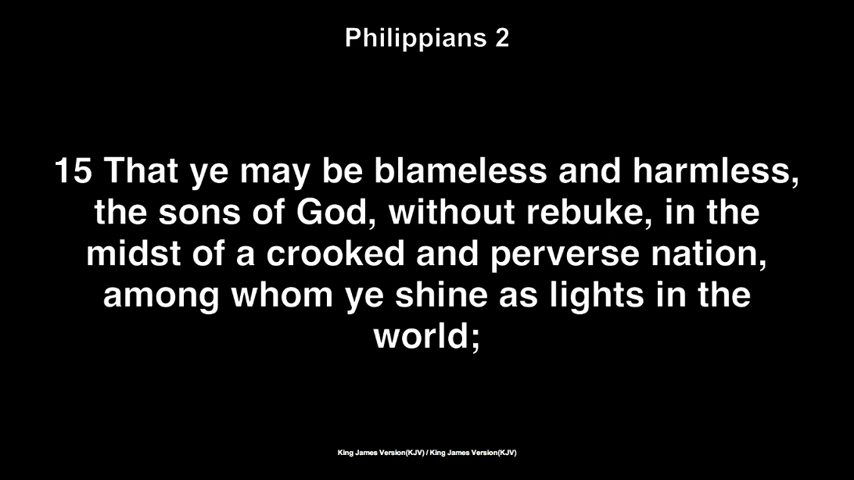 Philippians 2
15 That ye may be blameless and harmless,
the sons of God, without rebuke, in the
midst of a crooked and perverse nation,
among whom ye shine as lights in the
world;
King James Version(KJV) / King James Version(KJV)